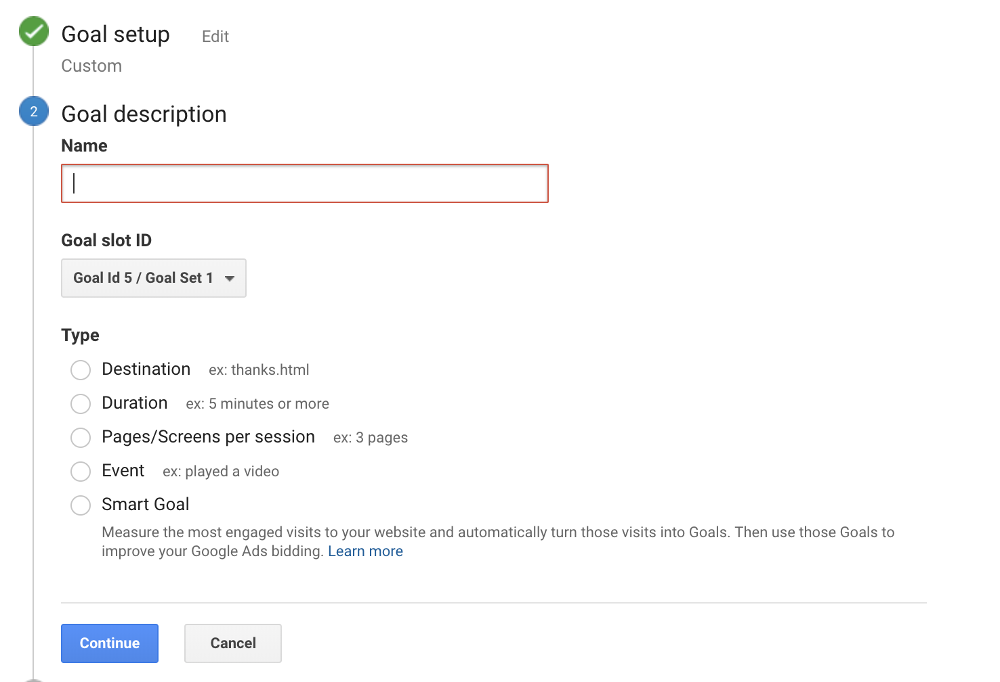 Goal setup Edit
Custom
2 Goal description
Name
Goal slot ID
Goal Id 5 / Goal Set 1
Type
Destination ex: thanks.html
Duration ex: 5 minutes or more
Pages/Screens per session ex: 3 pages
Event ex: played a video
Smart Goal
Measure the most engaged visits to your website and automatically turn those visits into Goals. Then use those Goals to
improve your Google Ads bidding. Learn more
Continue Cancel